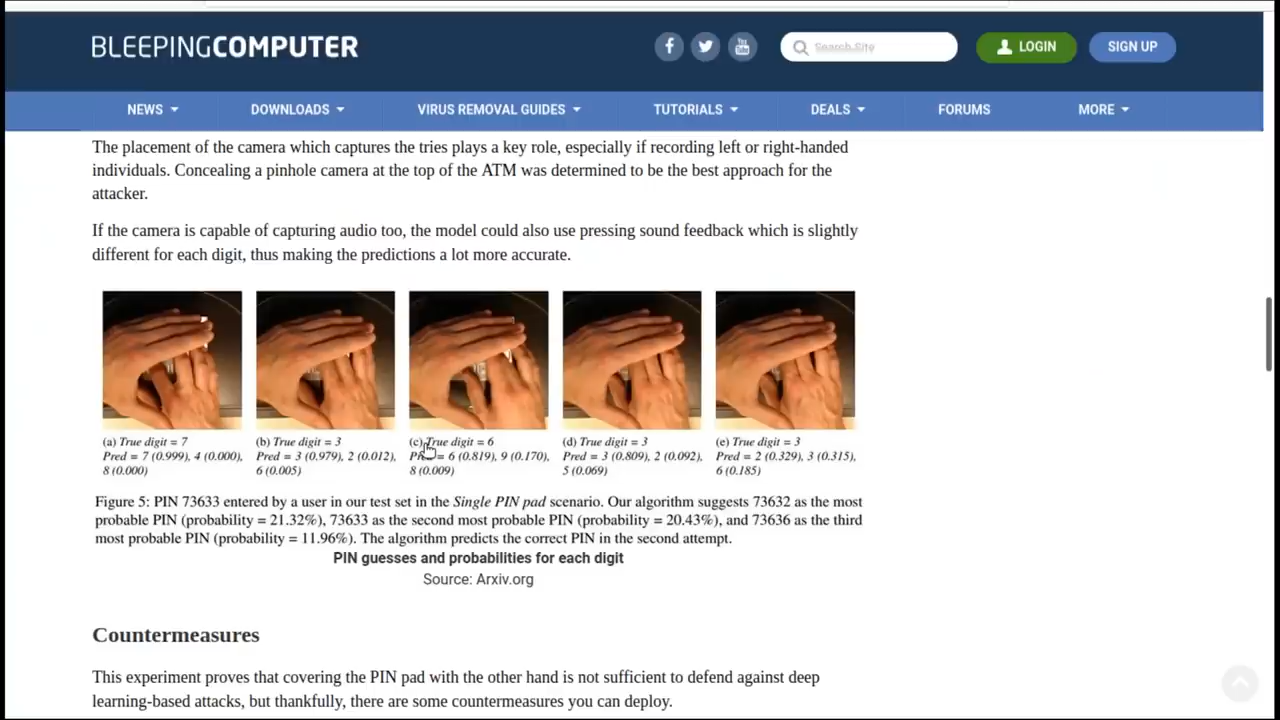 BLEEPINGCOMPUTER
Search Site
LOGIN
SIGN UP
NEWS
DOWNLOADS
VIRUS REMOVAL GUIDES
TUTORIALS
DEALS
FORUMS
MORE
The placement of the camera which captures the tries plays a key role, especially if recording left or right-handed
individuals. Concealing a pinhole camera at the top of the ATM was determined to be the best approach for the
attacker.
If the camera is capable of capturing audio too, the model could also use pressing sound feedback which is slightly
different for each digit, thus making the predictions a lot more accurate.
(a) True digit = 7
Pred = 7 (0.999), 4 (0.000),
8 (0.000)
(b) True digit = 3
Pred = 3 (0.979), 2 (0.012),
6 (0.005)
(c) True digit = 6
Pred = 6 (0.819), 9 (0.170),
8 (0.009)
(d) True digit = 3
Pred = 3 (0.809), 2 (0.092),
5 (0.069)
(e) True digit = 3
Pred = 2 (0.329), 3 (0.315),
6 (0.185)
Figure 5: PIN 73633 entered by a user in our test set in the Single PIN pad scenario. Our algorithm suggests 73632 as the most
probable PIN (probability = 21.32%), 73633 as the second most probable PIN (probability = 20.43%), and 73636 as the third
most probable PIN (probability = 11.96%). The algorithm predicts the correct PIN in the second attempt.
PIN guesses and probabilities for each digit
Source: Arxiv.org
Countermeasures
This experiment proves that covering the PIN pad with the other hand is not sufficient to defend against deep
learning-based attacks, but thankfully, there are some countermeasures you can deploy.